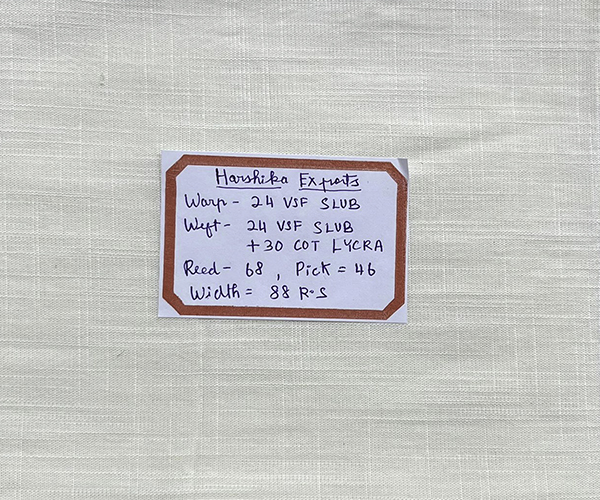 Harshika Exports
Warp - 24 VSF SLUB
Weft - 24 VSF SLUB
+ 30 COT LYCRA
Reed - 68 , Pick = 46
Width = 88 R.S